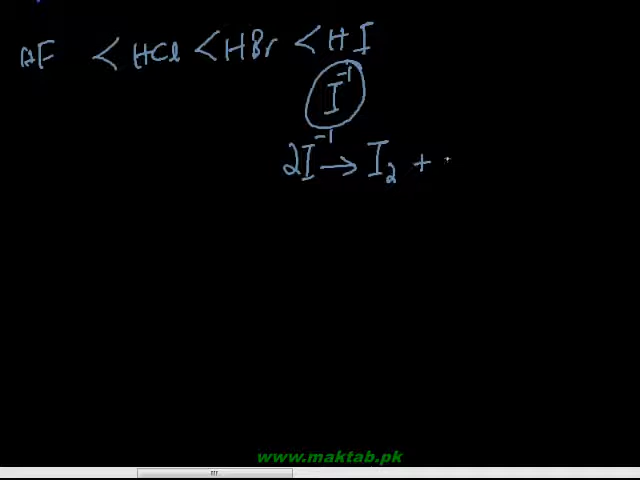 HF < HCl < HBr < HI
I⁻¹
2I⁻¹ → I₂ +
www.maktab.pk